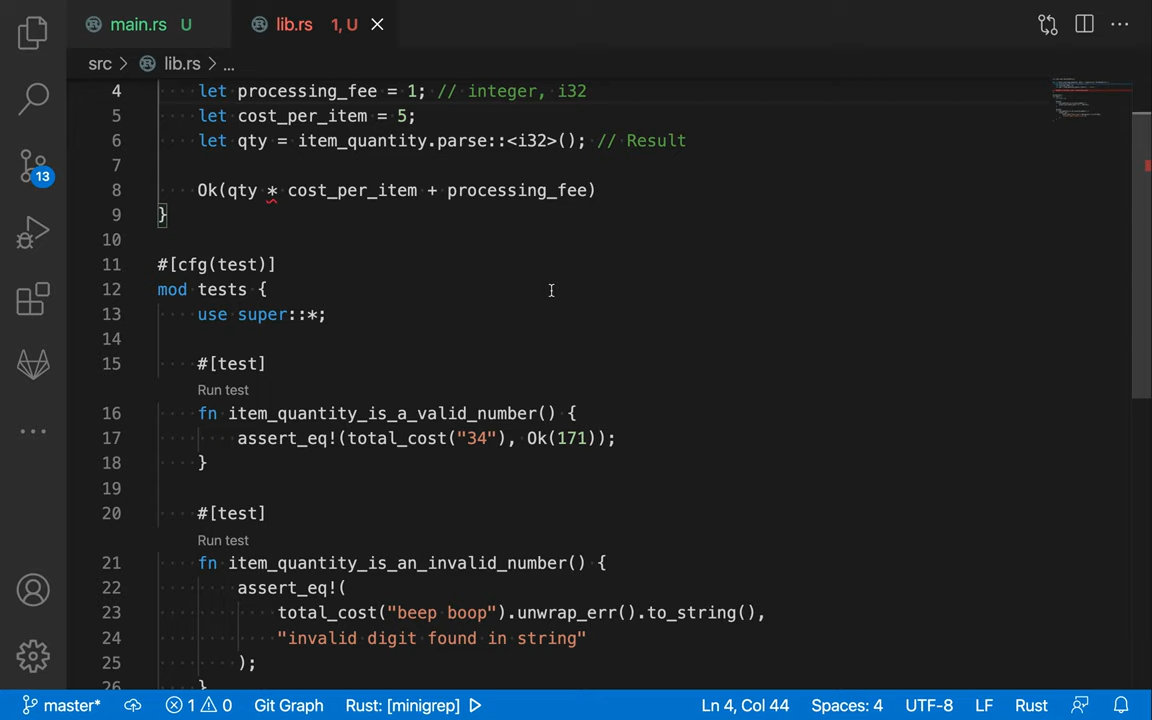 main.rs U
lib.rs 1, U
src > lib.rs > ...
13
4 let processing_fee = 1; // integer, i32
5 let cost_per_item = 5;
6 let qty = item_quantity.parse::<i32>(); // Result
7
8 Ok(qty * cost_per_item + processing_fee)
9 }
10
11 #[cfg(test)]
12 mod tests {
13 use super::*;
14
15 #[test]
Run test
16 fn item_quantity_is_a_valid_number() {
17 assert_eq!(total_cost("34"), Ok(171));
18 }
19
20 #[test]
Run test
21 fn item_quantity_is_an_invalid_number() {
22 assert_eq!(
23 total_cost("beep boop").unwrap_err().to_string(),
24 "invalid digit found in string"
25 );
26 }
master* 1 0 Git Graph Rust: [minigrep] Ln 4, Col 44 Spaces: 4 UTF-8 LF Rust